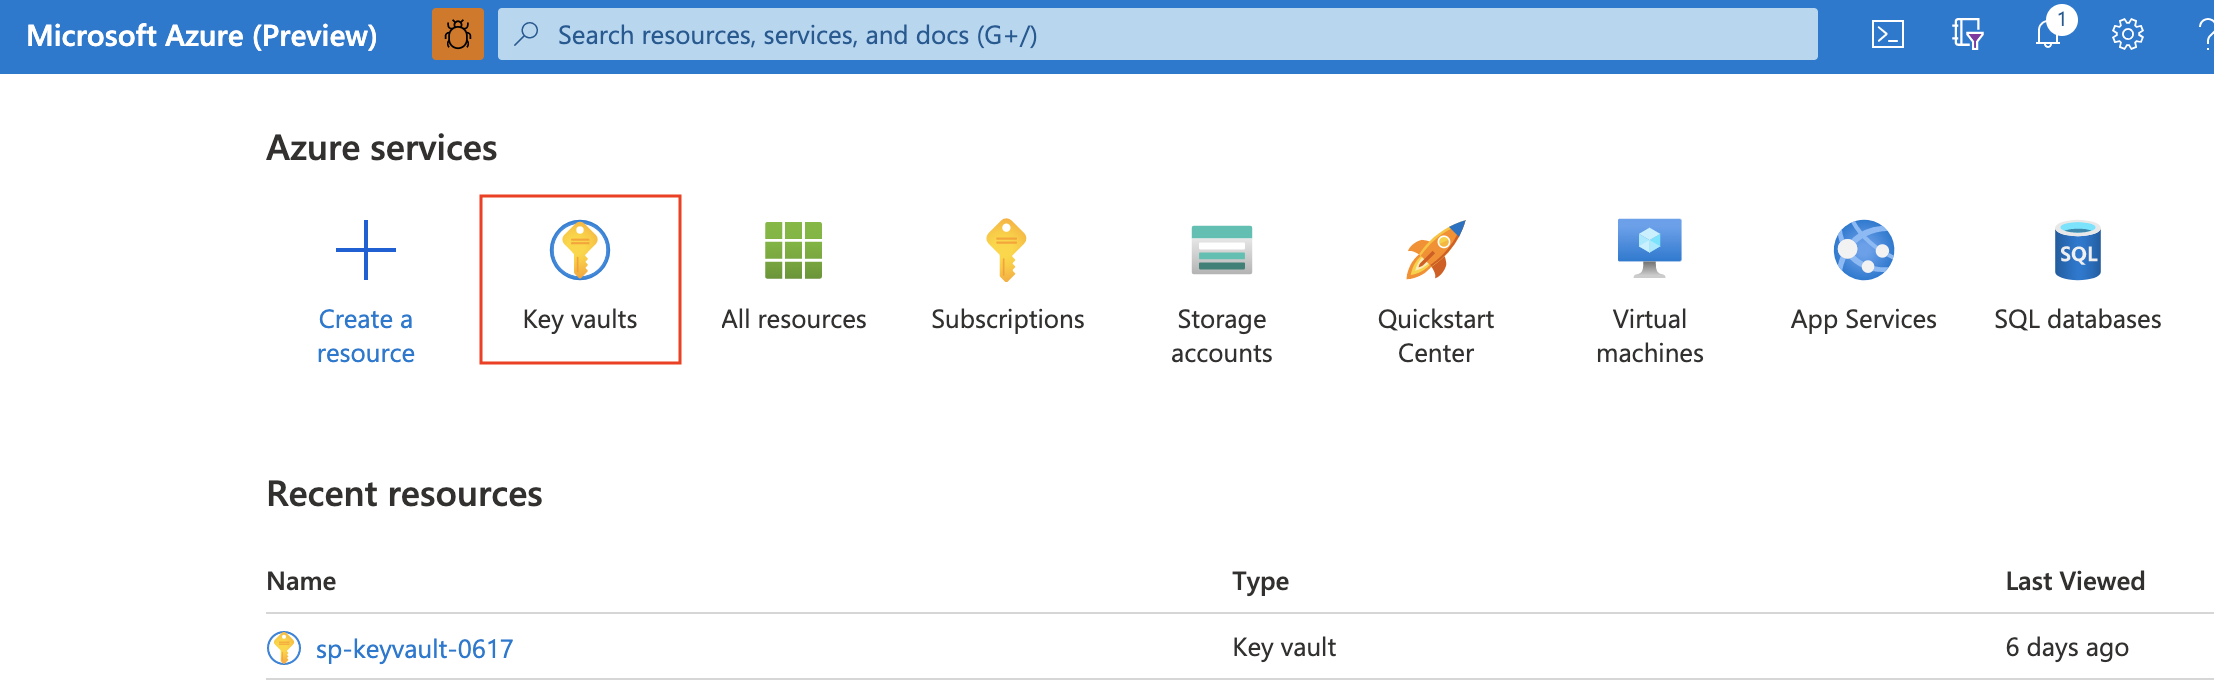 Microsoft Azure (Preview)
Search resources, services, and docs (G+/)
1
?
Azure services
Create a
resource
Key vaults
All resources
Subscriptions
Storage
accounts
Quickstart
Center
Virtual
machines
App Services
SQL
SQL databases
Recent resources
Name Type Last Viewed
sp-keyvault-0617 Key vault 6 days ago